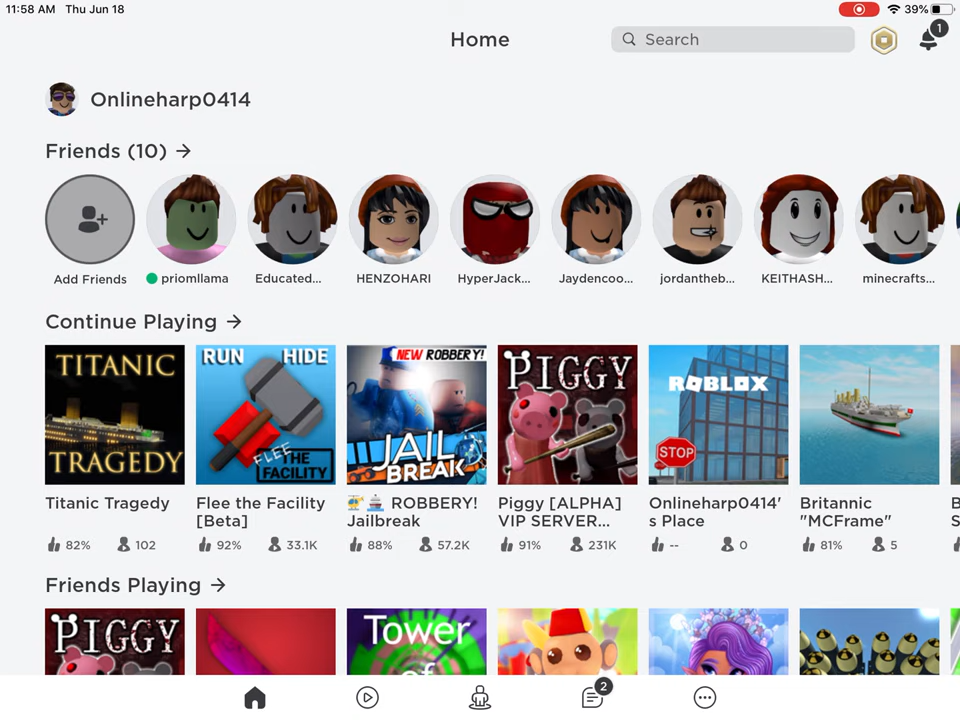 11:58 AM Thu Jun 18
39%
Home
Search
1
Onlineharp0414
Friends (10) →
Add Friends
priomllama
Educated...
HENZOHARI
HyperJack...
Jaydencoo...
jordantheb...
KEITHASH...
minecrafts...
Continue Playing →
TITANIC
TRAGEDY
RUN HIDE
FLEE THE
FACILITY
NEW ROBBERY!
JAIL
BREAK
PIGGY
ROBLOX
STOP
Titanic Tragedy
82% 102
Flee the Facility
[Beta]
92% 33.1K
🚁🚢 ROBBERY!
Jailbreak
88% 57.2K
Piggy [ALPHA]
VIP SERVER...
91% 231K
Onlineharp0414'
s Place
-- 0
Britannic
"MCFrame"
81% 5
Friends Playing →
PIGGY
Tower
of
2